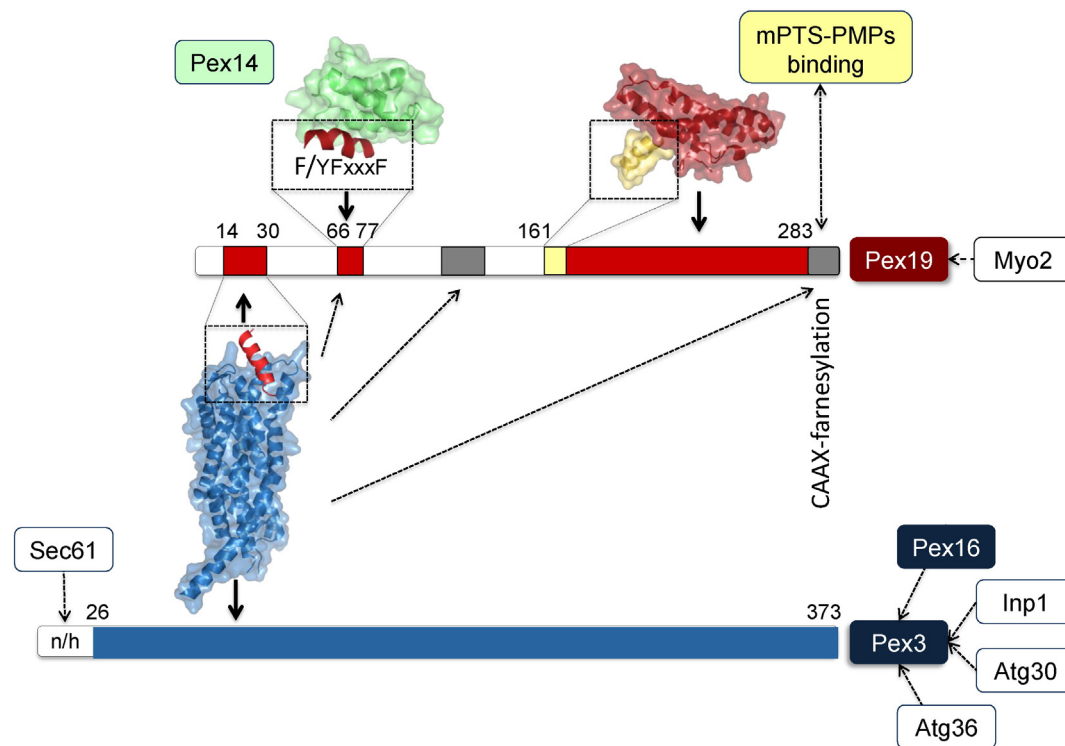 Pex14
mPTS-PMPs
binding
F/YFxxxF
14 30 66 77 161 283
Pex19
Myo2
CAAX-farnesylation
Sec61
Pex16
Inp1
26 373
n/h
Pex3
Atg30
Atg36